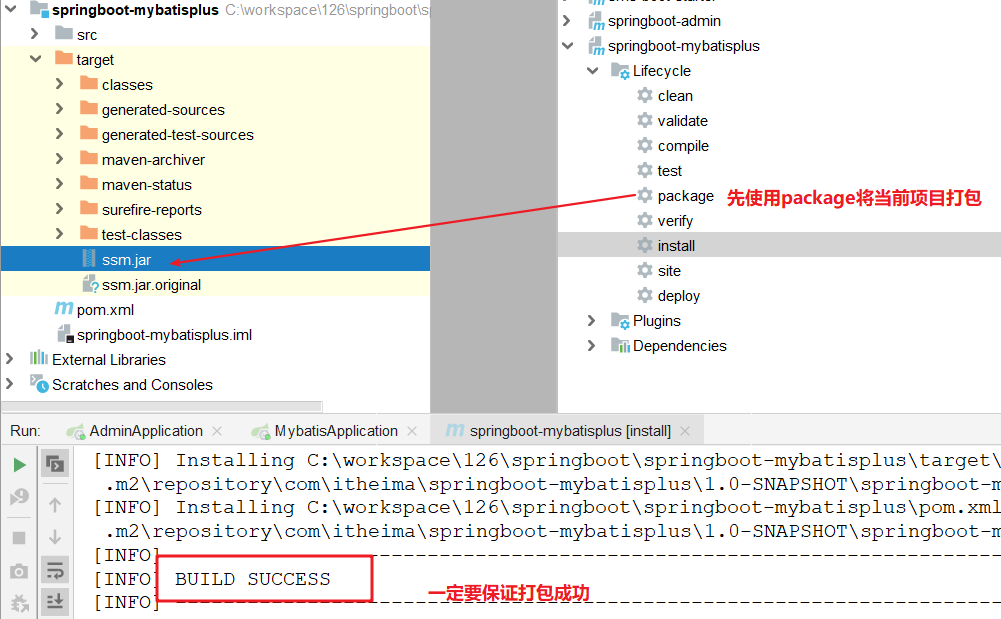 springboot-mybatisplus C:\workspace\126\springboot\s
src
target
classes
generated-sources
generated-test-sources
maven-archiver
maven-status
surefire-reports
test-classes
ssm.jar
ssm.jar.original
pom.xml
springboot-mybatisplus.iml
External Libraries
Scratches and Consoles
springboot-admin
springboot-mybatisplus
Lifecycle
clean
validate
compile
test
package 先使用package将当前项目打包
verify
install
site
deploy
Plugins
Dependencies
Run: AdminApplication MybatisApplication springboot-mybatisplus [install]
[INFO] Installing C:\workspace\126\springboot\springboot-mybatisplus\target\
.m2\repository\com\itheima\springboot-mybatisplus\1.0-SNAPSHOT\springboot-m
[INFO] Installing C:\workspace\126\springboot\springboot-mybatisplus\pom.xml
.m2\repository\com\itheima\springboot-mybatisplus\1.0-SNAPSHOT\springboot-m
[INFO] ------------------------------------------------------------------------
[INFO] BUILD SUCCESS 一定要保证打包成功
[INFO] ------------------------------------------------------------------------